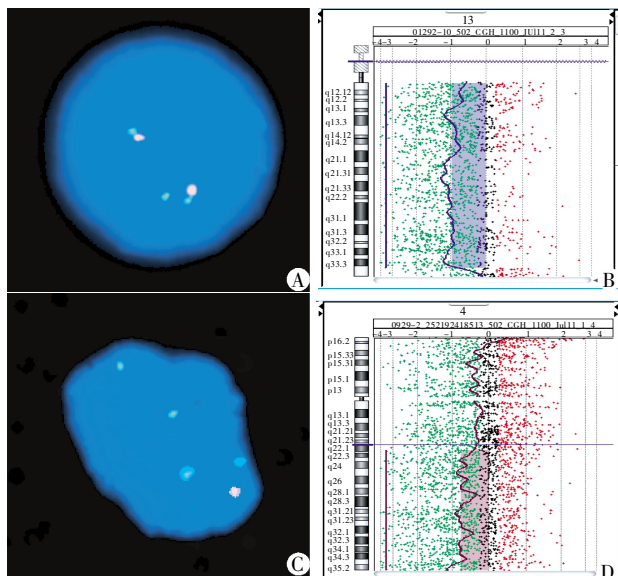 A
13
01292-10_502_CGH_1100_JUl11_2_3
-4-3 -2 -1 0 1 2 3 4
q12.12
q12.2
q13.1
q13.3
q14.12
q14.2
q21.1
q21.31
q21.33
q22.2
q31.1
q31.3
q32.2
q33.1
q33.3
B
C
4
0929-2_252192418513_502_CGH_1100_Jul11_1_4
-4-3 -2 -1 0 1 2 3 4
p16.2
p15.33
p15.31
p15.1
p13
q13.1
q13.3
q21.21
q21.23
q22.1
q22.3
q24
q26
q28.1
q28.3
q31.21
q31.23
q32.1
q32.3
q34.1
q34.3
q35.2
D